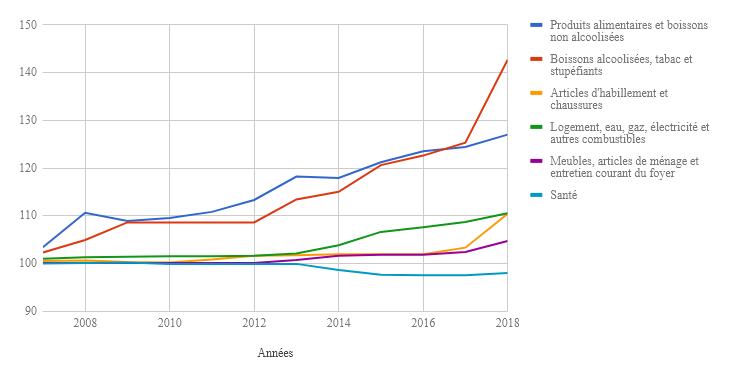 150
140
130
120
110
100
90
2008
2010
2012
2014
2016
2018
Années
Produits alimentaires et boissons
non alcoolisées
Boissons alcoolisées, tabac et
stupéfiants
Articles d'habillement et
chaussures
Logement, eau, gaz, électricité et
autres combustibles
Meubles, articles de ménage et
entretien courant du foyer
Santé